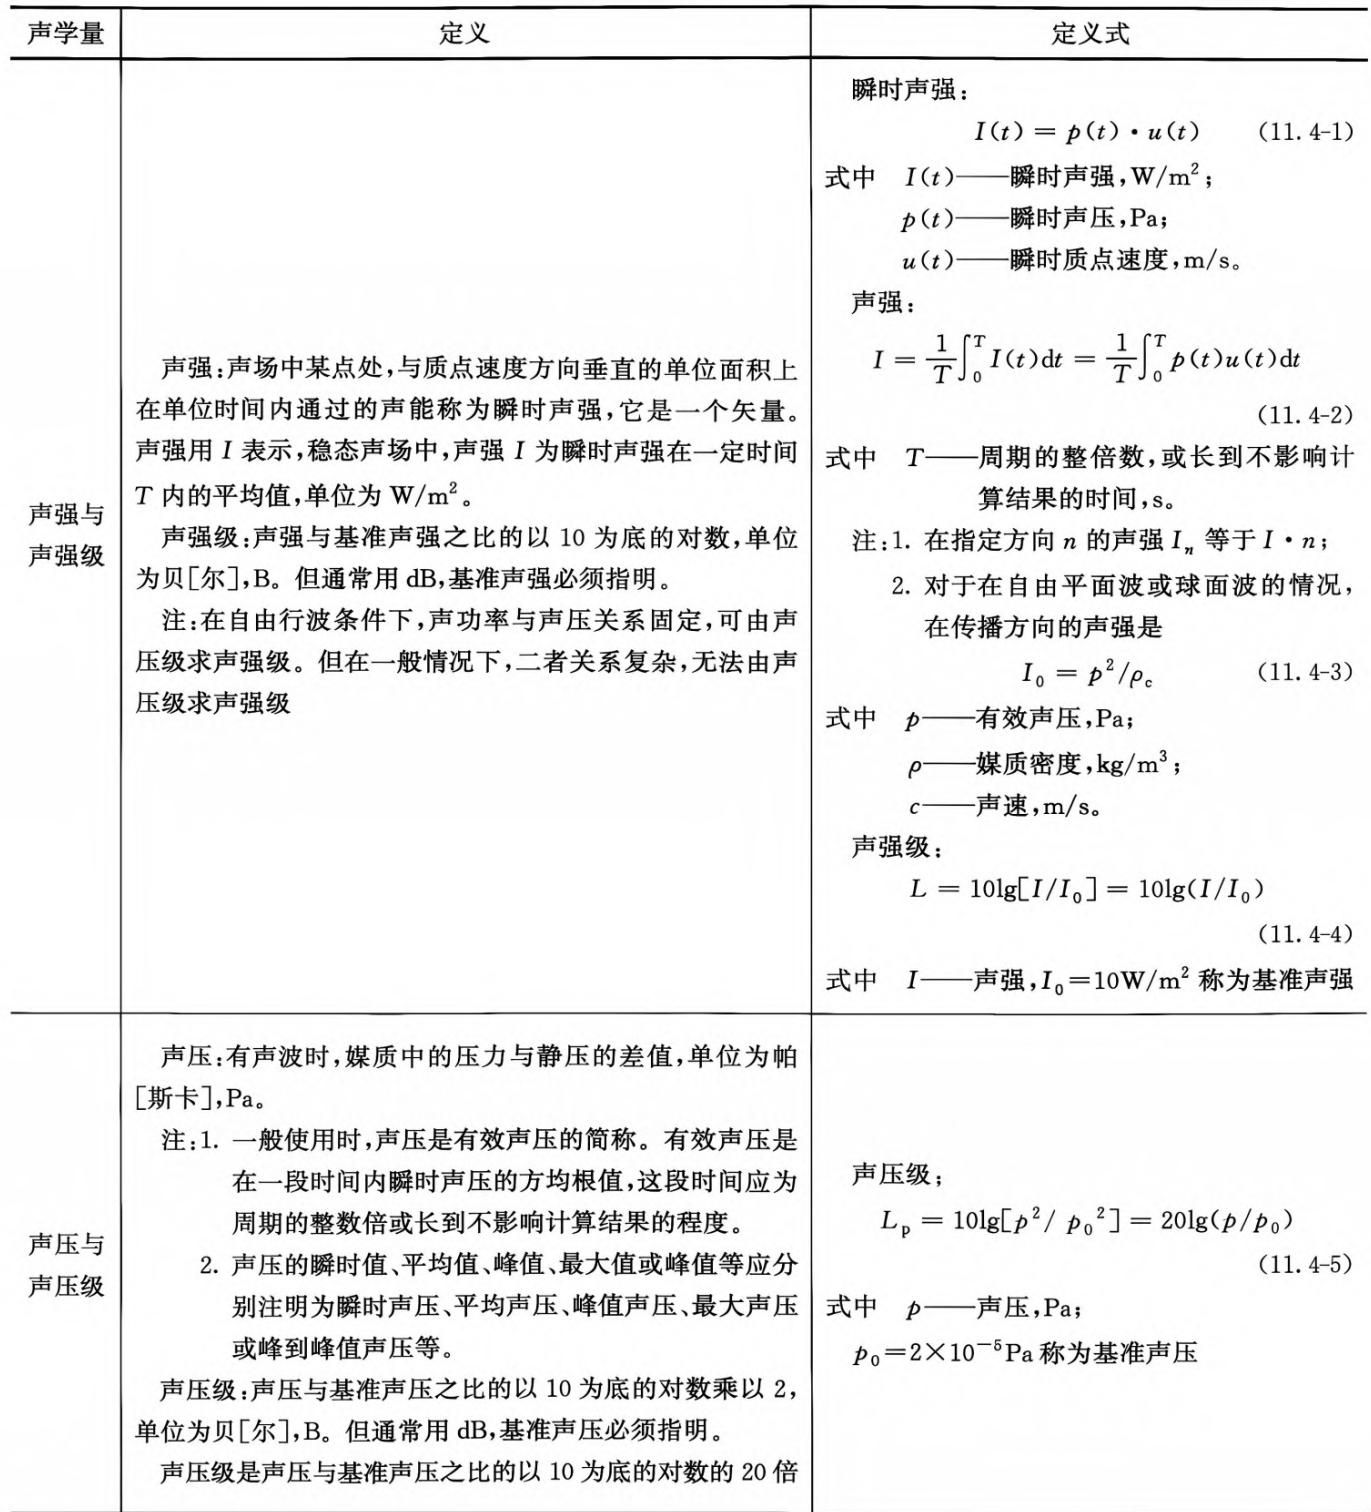 声学量 定义 定义式
声强与
声强级
声强:声场中某点处,与质点速度方向垂直的单位面积上
在单位时间内通过的声能称为瞬时声强,它是一个矢量。
声强用 I 表示,稳态声场中,声强 I 为瞬时声强在一定时间
T 内的平均值,单位为 W/m²。
声强级:声强与基准声强之比的以 10 为底的对数,单位
为贝[尔],B。但通常用 dB,基准声强必须指明。
注:在自由行波条件下,声功率与声压关系固定,可由声
压级求声强级。但在一般情况下,二者关系复杂,无法由声
压级求声强级
瞬时声强:
I(t) = p(t)·u(t) (11.4-1)
式中 I(t)——瞬时声强,W/m²;
p(t)——瞬时声压,Pa;
u(t)——瞬时质点速度,m/s。
声强:
I = \frac{1}{T}∫₀ᵀ I(t)dt = \frac{1}{T}∫₀ᵀ p(t)u(t)dt
(11.4-2)
式中 T——周期的整倍数,或长到不影响计
算结果的时间,s。
注:1. 在指定方向 n 的声强 Iₙ 等于 I·n;
2. 对于在自由平面波或球面波的情况,
在传播方向的声强是
I₀ = p²/ρ_c (11.4-3)
式中 p——有效声压,Pa;
ρ——媒质密度,kg/m³;
c——声速,m/s。
声强级:
L = 10lg[I/I₀] = 10lg(I/I₀)
(11.4-4)
式中 I——声强,I₀=10W/m² 称为基准声强
声压与
声压级
声压:有声波时,媒质中的压力与静压的差值,单位为帕
[斯卡],Pa。
注:1. 一般使用时,声压是有效声压的简称。有效声压是
在一段时间内瞬时声压的方均根值,这段时间应为
周期的整数倍或长到不影响计算结果的程度。
2. 声压的瞬时值、平均值、峰值、最大值或峰值等应分
别注明为瞬时声压、平均声压、峰值声压、最大声压
或峰到峰值声压等。
声压级:声压与基准声压之比的以 10 为底的对数乘以 2,
单位为贝[尔],B。但通常用 dB,基准声压必须指明。
声压级是声压与基准声压之比的以 10 为底的对数的 20 倍
声压级;
Lₚ = 10lg[p²/ p₀²] = 20lg(p/p₀)
(11.4-5)
式中 p——声压,Pa;
p₀=2×10⁻⁵Pa 称为基准声压